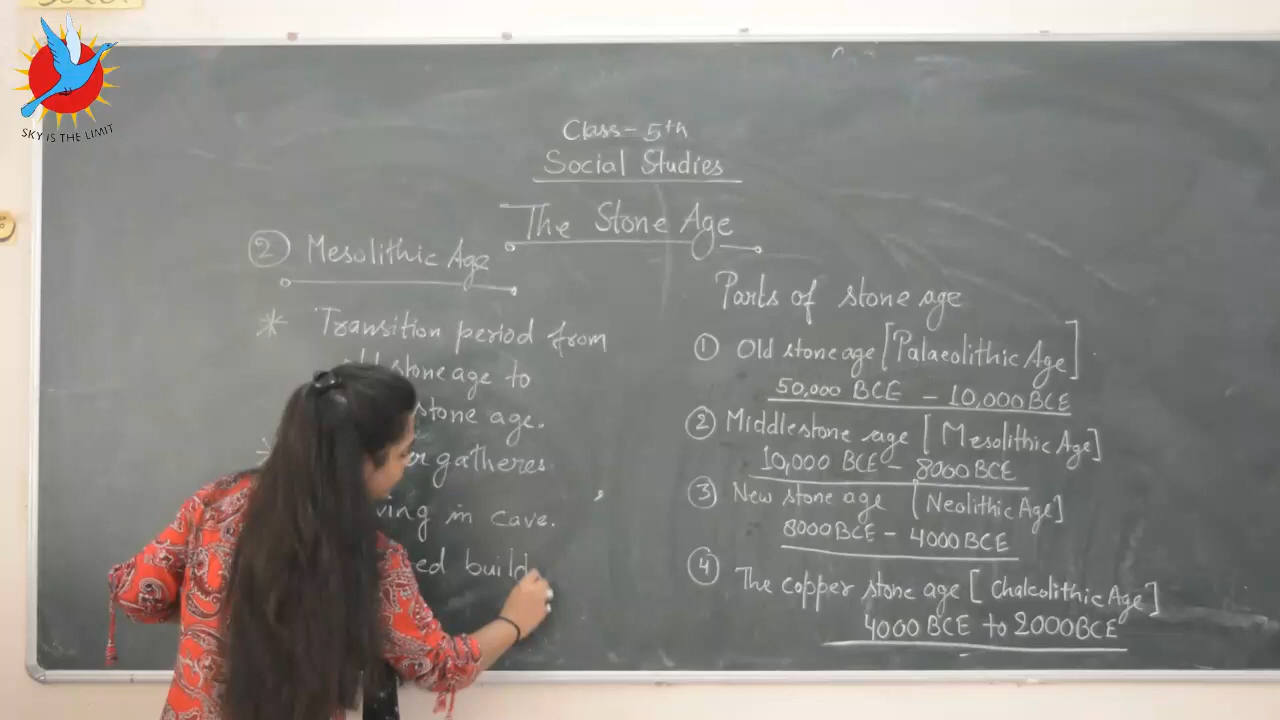 SKY IS THE LIMIT
Class - 5th
Social Studies
The Stone Age
② Mesolithic Age
* Transition period from
stone age to
stone age.
gatheres
in cave.
build
Parts of stone age
① Old stone age [Palaeolithic Age]
50,000 BCE - 10,000 BCE
② Middle stone age [Mesolithic Age]
10,000 BCE - 8000 BCE
③ New stone age [Neolithic Age]
8000 BCE - 4000 BCE
④ The copper stone age [Chalcolithic Age]
4000 BCE to 2000 BCE